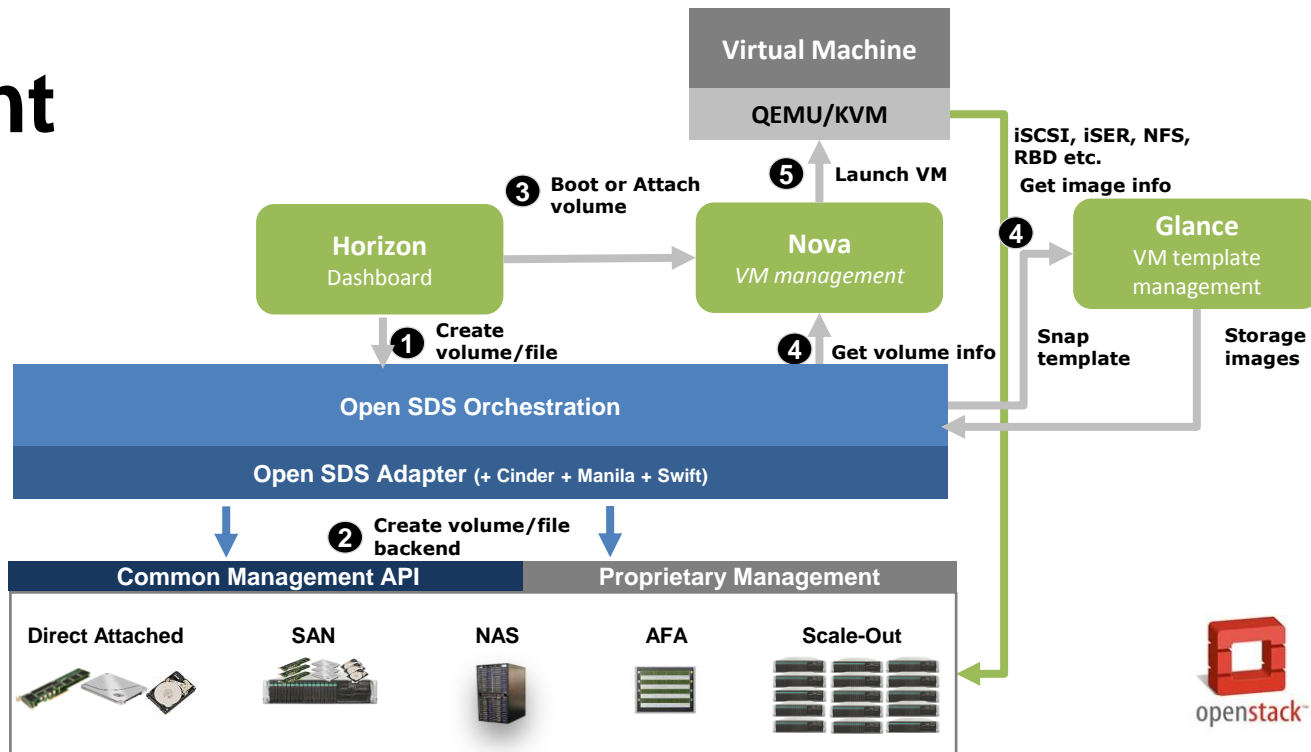 nt
Virtual Machine
QEMU/KVM
iSCSI, iSER, NFS,
RBD etc.
3 Boot or Attach
volume
5 Launch VM
Get image info
Horizon
Dashboard
Nova
VM management
4
Glance
VM template
management
1 Create
volume/file
4 Get volume info
Snap
template
Storage
images
Open SDS Orchestration
Open SDS Adapter (+ Cinder + Manila + Swift)
2 Create volume/file
backend
Common Management API
Proprietary Management
Direct Attached
SAN
NAS
AFA
Scale-Out
openstack™